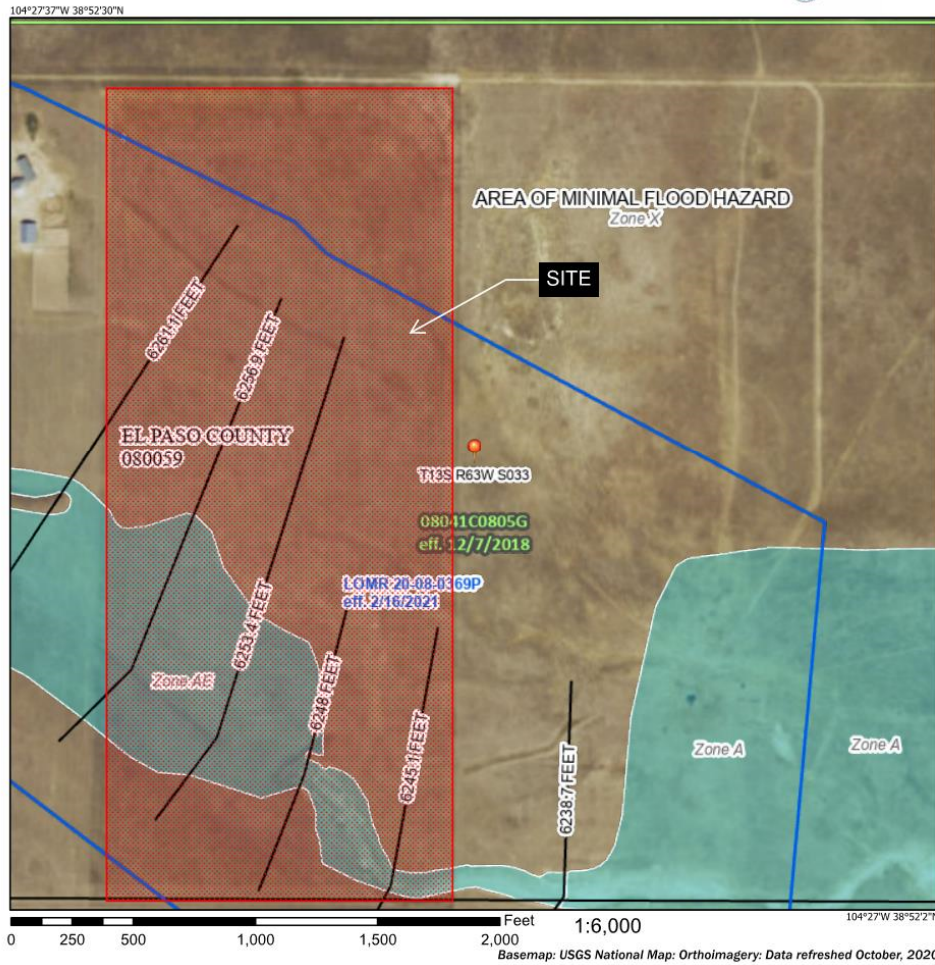 104°27'37"W 38°52'30"N
AREA OF MINIMAL FLOOD HAZARD
Zone X
SITE
6261.1 FEET
6256.9 FEET
EL PASO COUNTY
080059
T13S R63W S033
08041C0805G
eff. 12/7/2018
LOMR 20-08-0369P
eff. 2/16/2021
6253.4 FEET
Zone AE
6248 FEET
6245.1 FEET
6238.7 FEET
Zone A
Zone A
Feet
1:6,000
104°27'W 38°52'2"N
0 250 500 1,000 1,500 2,000
Basemap: USGS National Map: Orthoimagery: Data refreshed October, 2020